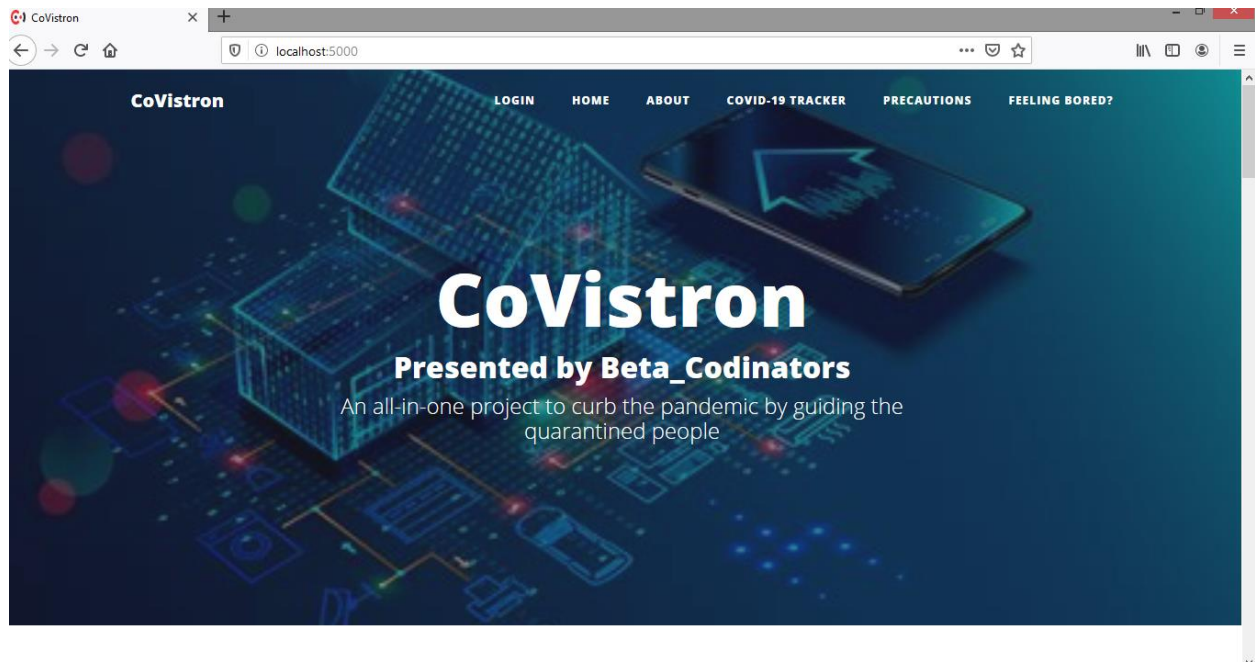 CoVistron
localhost:5000
CoVistron LOGIN HOME ABOUT COVID-19 TRACKER PRECAUTIONS FEELING BORED?
CoVistron
Presented by Beta_Codinators
An all-in-one project to curb the pandemic by guiding the
quarantined people